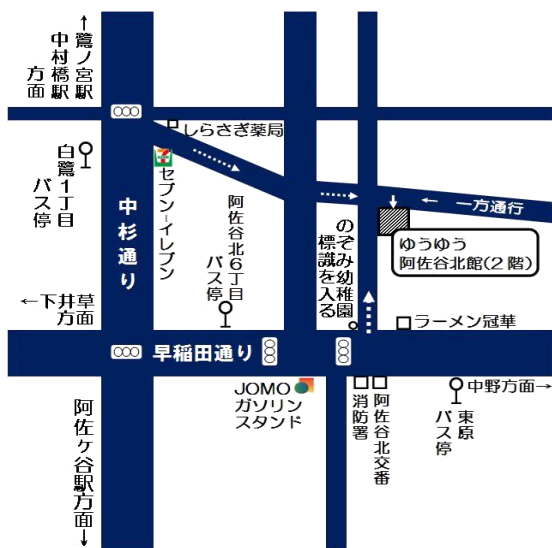 ↑鷺ノ宮駅
中村橋駅
方面
しらさぎ薬局
白鷺1丁目
バス停
7
セブン-イレブン
中杉通り
阿佐谷北6丁目
バス停
のぞみ幼稚園
標識を入る
← 一方通行
ゆうゆう
阿佐谷北館(2階)
←下井草
方面
ラーメン冠華
早稲田通り
JOMO
ガソリン
スタンド
消防署
阿佐谷北交番
東原
バス停
中野方面→
阿佐ヶ谷駅方面→